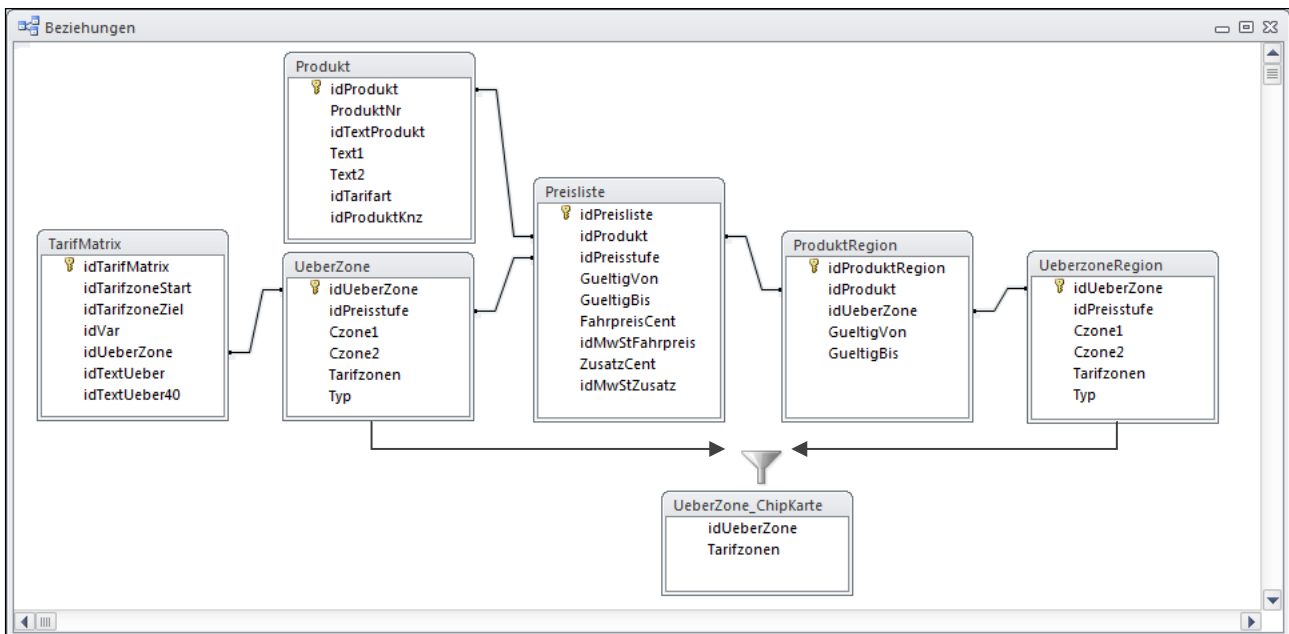 Beziehungen
Produkt
idProdukt
ProduktNr
idTextProdukt
Text1
Text2
idTarifart
idProduktKnz
TarifMatrix
idTarifMatrix
idTarifzoneStart
idTarifzoneZiel
idVar
idUeberZone
idTextUeber
idTextUeber40
UeberZone
idUeberZone
idPreisstufe
Czone1
Czone2
Tarifzonen
Typ
Preisliste
idPreisliste
idProdukt
idPreisstufe
GueltigVon
GueltigBis
FahrpreisCent
idMwStFahrpreis
ZusatzCent
idMwStZusatz
ProduktRegion
idProduktRegion
idProdukt
idUeberZone
GueltigVon
GueltigBis
UeberzoneRegion
idUeberZone
idPreisstufe
Czone1
Czone2
Tarifzonen
Typ
UeberZone_ChipKarte
idUeberZone
Tarifzonen